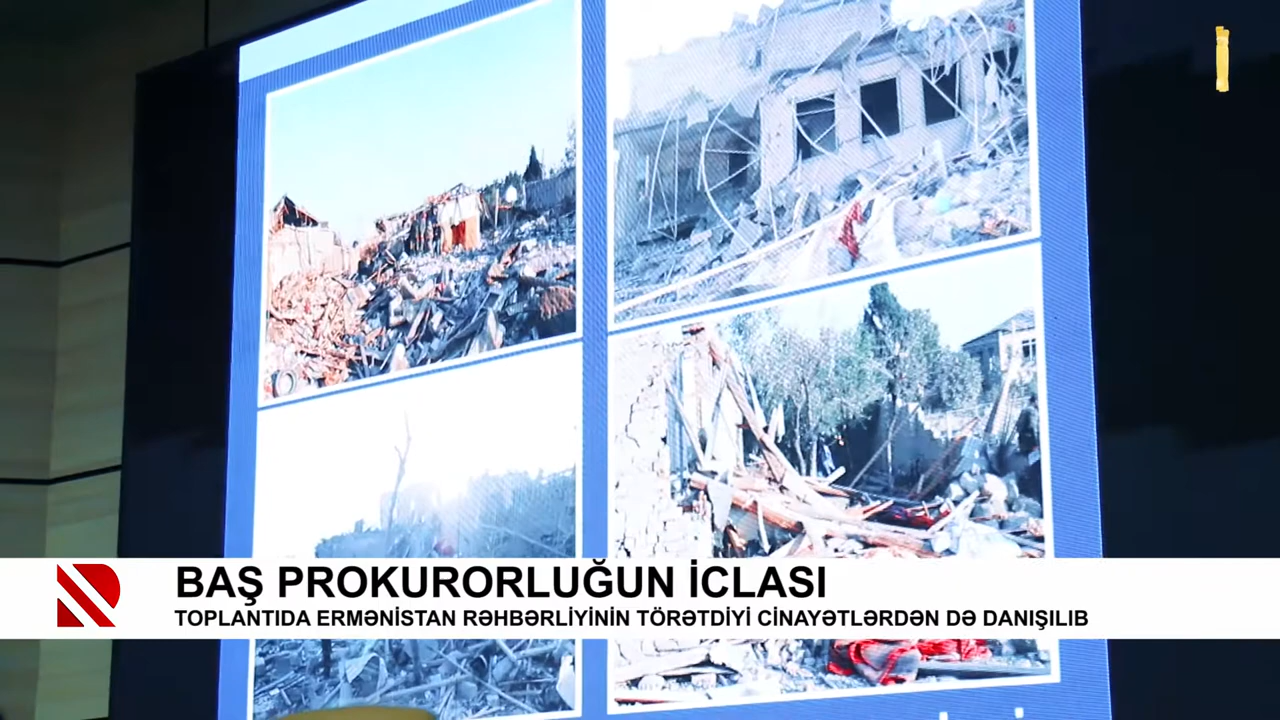 BAŞ PROKURORLUĞUN İCLASI
TOPLANTIDA ERMƏNİSTAN RƏHBƏRLİYİNİN TÖRƏTDİYİ CİNAYƏTLƏRDƏN DƏ DANIŞILIB